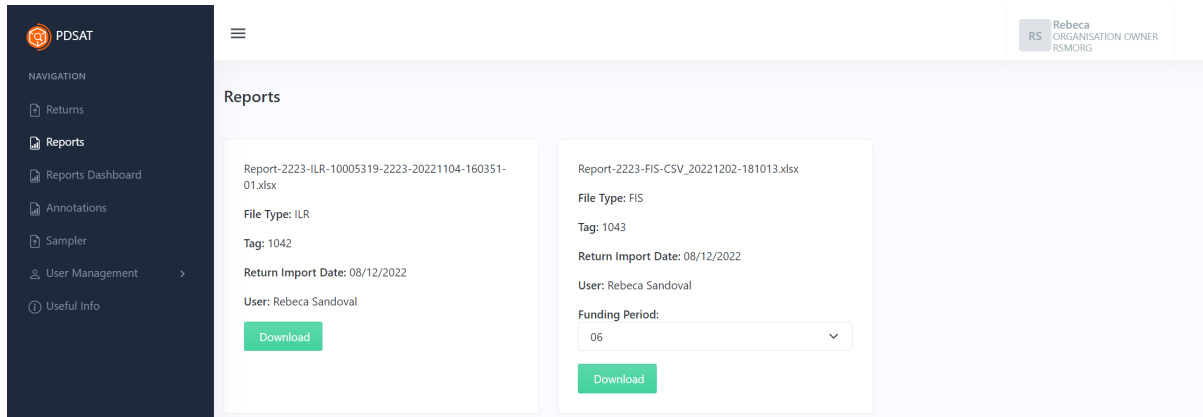 PDSAT
NAVIGATION
Returns
Reports
Reports Dashboard
Annotations
Sampler
User Management
Useful Info
RS
Rebeca
ORGANISATION OWNER
RSMORG
Reports
Report-2223-ILR-10005319-2223-20221104-160351-
01.xlsx
File Type: ILR
Tag: 1042
Return Import Date: 08/12/2022
User: Rebeca Sandoval
Download
Report-2223-FIS-CSV_20221202-181013.xlsx
File Type: FIS
Tag: 1043
Return Import Date: 08/12/2022
User: Rebeca Sandoval
Funding Period:
06
Download